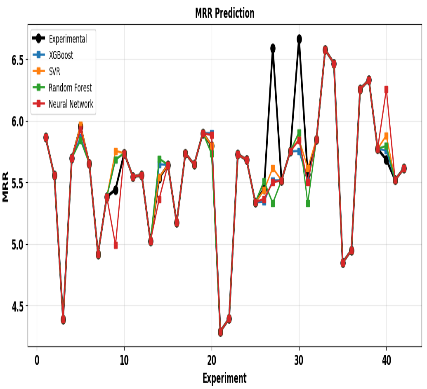 MRR Prediction
Experimental
XGBoost
SVR
Random Forest
Neural Network
MRR
6.5
6.0
5.5
5.0
4.5
0 10 20 30 40
Experiment